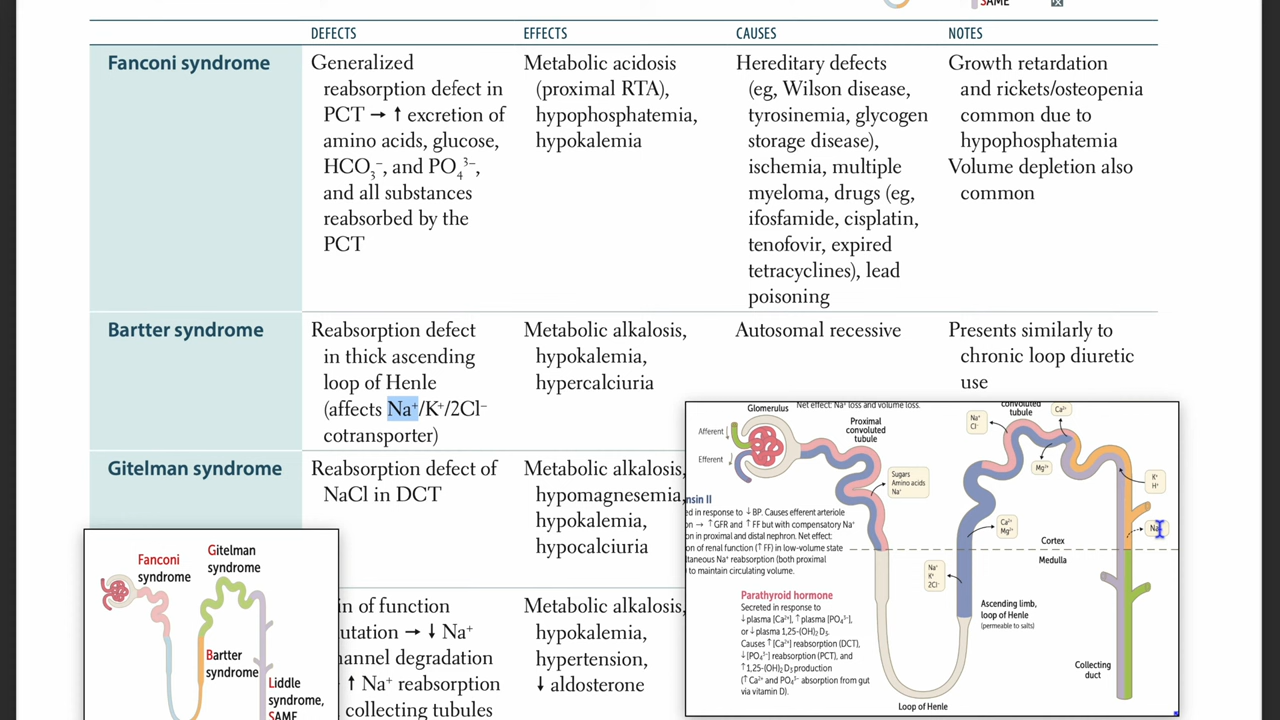 SAME
Rx
DEFECTS
EFFECTS
CAUSES
NOTES
Fanconi syndrome
Generalized
reabsorption defect in
PCT → ↑ excretion of
amino acids, glucose,
HCO₃⁻, and PO₄³⁻,
and all substances
reabsorbed by the
PCT
Metabolic acidosis
(proximal RTA),
hypophosphatemia,
hypokalemia
Hereditary defects
(eg, Wilson disease,
tyrosinemia, glycogen
storage disease),
ischemia, multiple
myeloma, drugs (eg,
ifosfamide, cisplatin,
tenofovir, expired
tetracyclines), lead
poisoning
Growth retardation
and rickets/osteopenia
common due to
hypophosphatemia
Volume depletion also
common
Bartter syndrome
Reabsorption defect
in thick ascending
loop of Henle
(affects Na⁺/K⁺/2Cl⁻
cotransporter)
Metabolic alkalosis,
hypokalemia,
hypercalciuria
Autosomal recessive
Presents similarly to
chronic loop diuretic
use
Gitelman syndrome
Reabsorption defect of
NaCl in DCT
Metabolic alkalosis,
hypomagnesemia,
hypokalemia,
hypocalciuria
in of function
utation → ↓ Na⁺
hannel degradation
↑ Na⁺ reabsorption
collecting tubules
Metabolic alkalosis,
hypokalemia,
hypertension,
↓ aldosterone
Fanconi
syndrome
Gitelman
syndrome
Bartter
syndrome
Liddle
syndrome,
SAME
Net effect: Na⁺ loss and volume loss.
Glomerulus
Afferent
Efferent
Proximal
convoluted
tubule
Sugars
Amino acids
Na⁺
convoluted
tubule
Na⁺
Cl⁻
Ca²⁺
Mg²⁺
K⁺
H⁺
Na⁺
Ca²⁺
Mg²⁺
Na⁺
K⁺
2Cl⁻
Cortex
Medulla
nsin II
ed in response to ↓ BP. Causes efferent arteriole
on → ↑ GFR and ↑ FF but with compensatory Na⁺
on in proximal and distal nephron. Net effect:
on of renal function (↑ FF) in low-volume state
taneous Na⁺ reabsorption (both proximal
to maintain circulating volume.
Parathyroid hormone
Secreted in response to
↓ plasma [Ca²⁺], ↑ plasma [PO₄³⁻],
or ↓ plasma 1,25-(OH)₂ D₃.
Causes ↑ [Ca²⁺] reabsorption (DCT),
↓ [PO₄³⁻] reabsorption (PCT), and
↑ 1,25-(OH)₂ D₃ production
(↑ Ca²⁺ and PO₄³⁻ absorption from gut
via vitamin D).
Ascending limb,
loop of Henle
(permeable to salts)
Collecting
duct
Loop of Henle